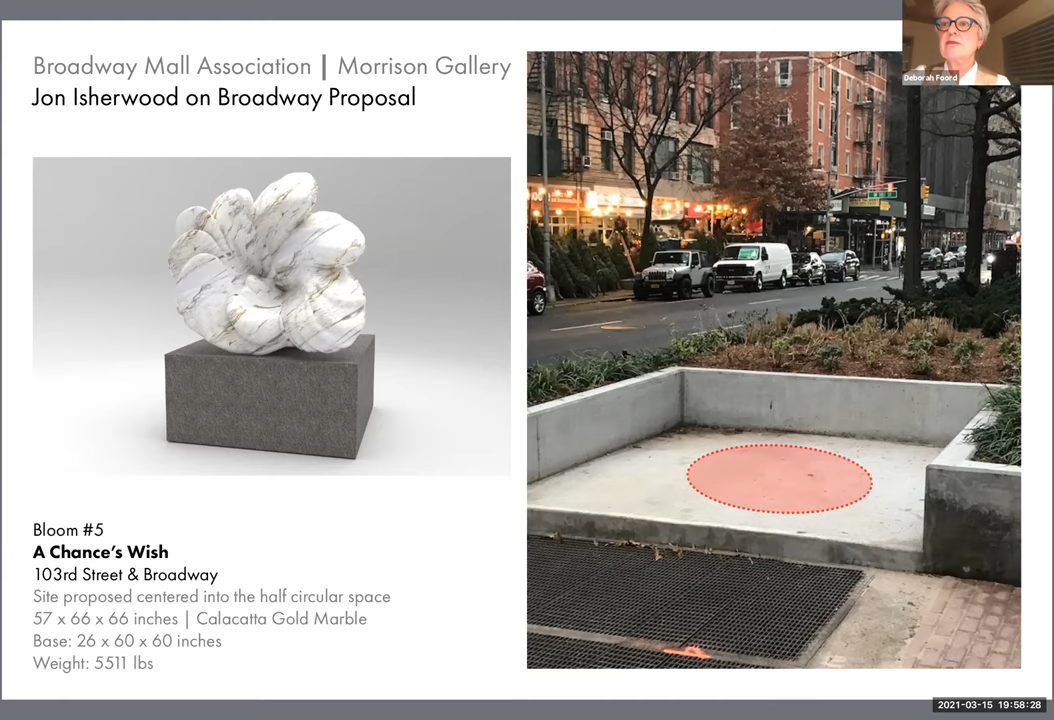 Broadway Mall Association | Morrison Gallery
Jon Isherwood on Broadway Proposal
Deborah Foord
Bloom #5
A Chance's Wish
103rd Street & Broadway
Site proposed centered into the half circular space
57 x 66 x 66 inches | Calacatta Gold Marble
Base: 26 x 60 x 60 inches
Weight: 5511 lbs
2021-03-15 19:58:28